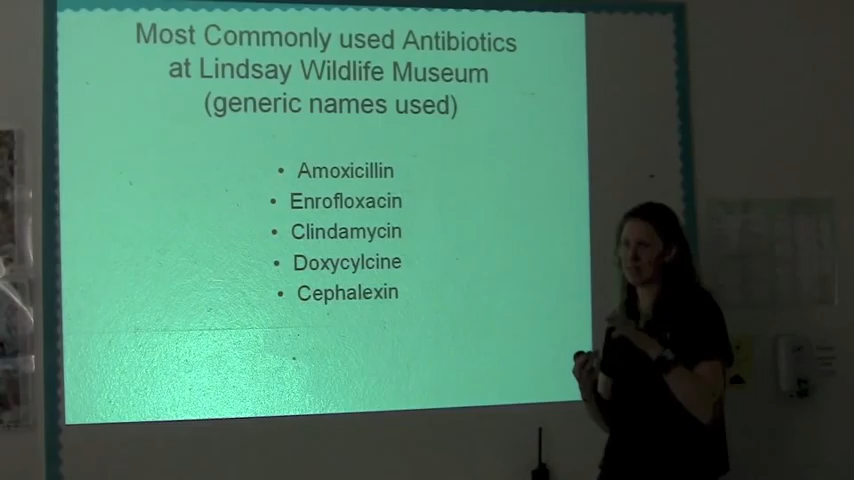 Most Commonly used Antibiotics
at Lindsay Wildlife Museum
(generic names used)
• Amoxicillin
• Enrofloxacin
• Clindamycin
• Doxycylcine
• Cephalexin